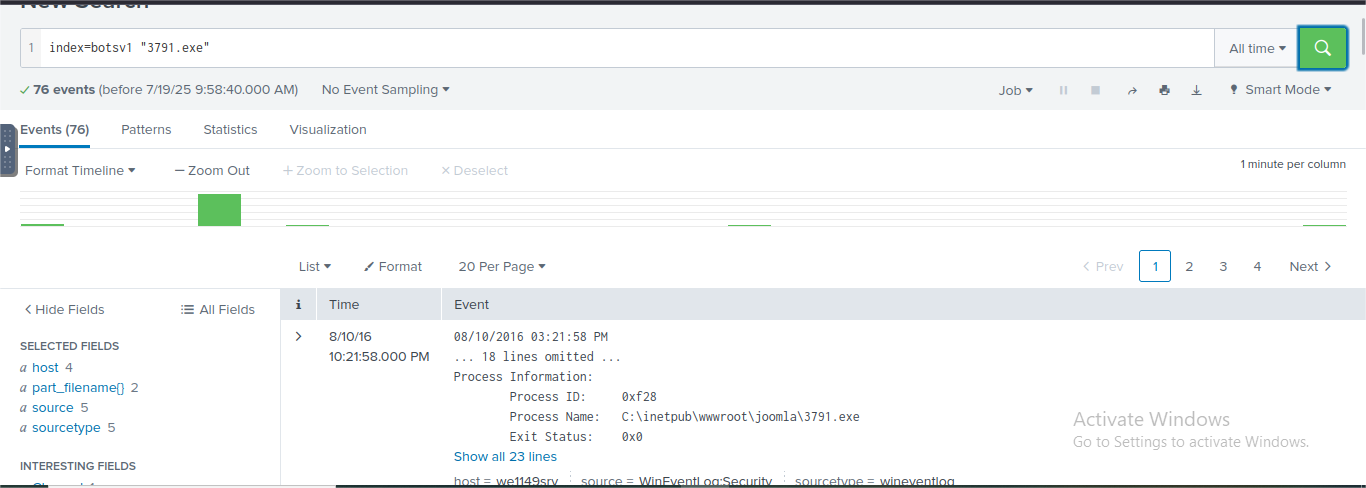 New Search
1 index=botsv1 "3791.exe"
All time
76 events (before 7/19/25 9:58:40.000 AM) No Event Sampling
Job Smart Mode
Events (76) Patterns Statistics Visualization
Format Timeline — Zoom Out + Zoom to Selection × Deselect
1 minute per column
List Format 20 Per Page
< Prev 1 2 3 4 Next >
< Hide Fields All Fields
i Time Event
SELECTED FIELDS
a host 4
a part_filename{} 2
a source 5
a sourcetype 5
INTERESTING FIELDS
> 8/10/16
10:21:58.000 PM
08/10/2016 03:21:58 PM
... 18 lines omitted ...
Process Information:
Process ID: 0xf28
Process Name: C:\inetpub\wwwroot\joomla\3791.exe
Exit Status: 0x0
Show all 23 lines
host = we1149srv source = WinEventLog:Security sourcetype = wineventlog
Activate Windows
Go to Settings to activate Windows.